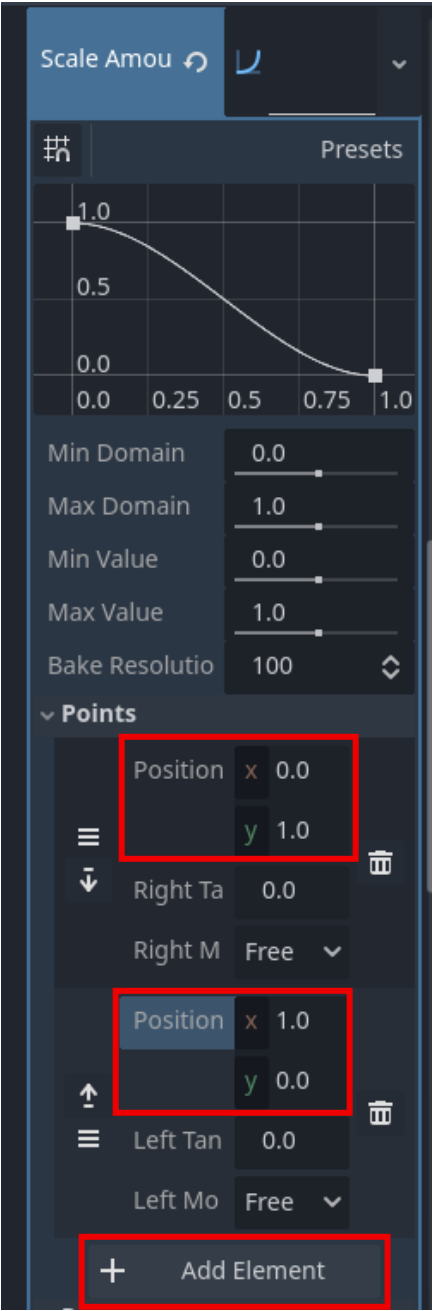 Scale Amou
Presets
1.0
0.5
0.0
0.0 0.25 0.5 0.75 1.0
Min Domain 0.0
Max Domain 1.0
Min Value 0.0
Max Value 1.0
Bake Resolutio 100
Points
Position x 0.0
y 1.0
Right Ta 0.0
Right M Free
Position x 1.0
y 0.0
Left Tan 0.0
Left Mo Free
+ Add Element